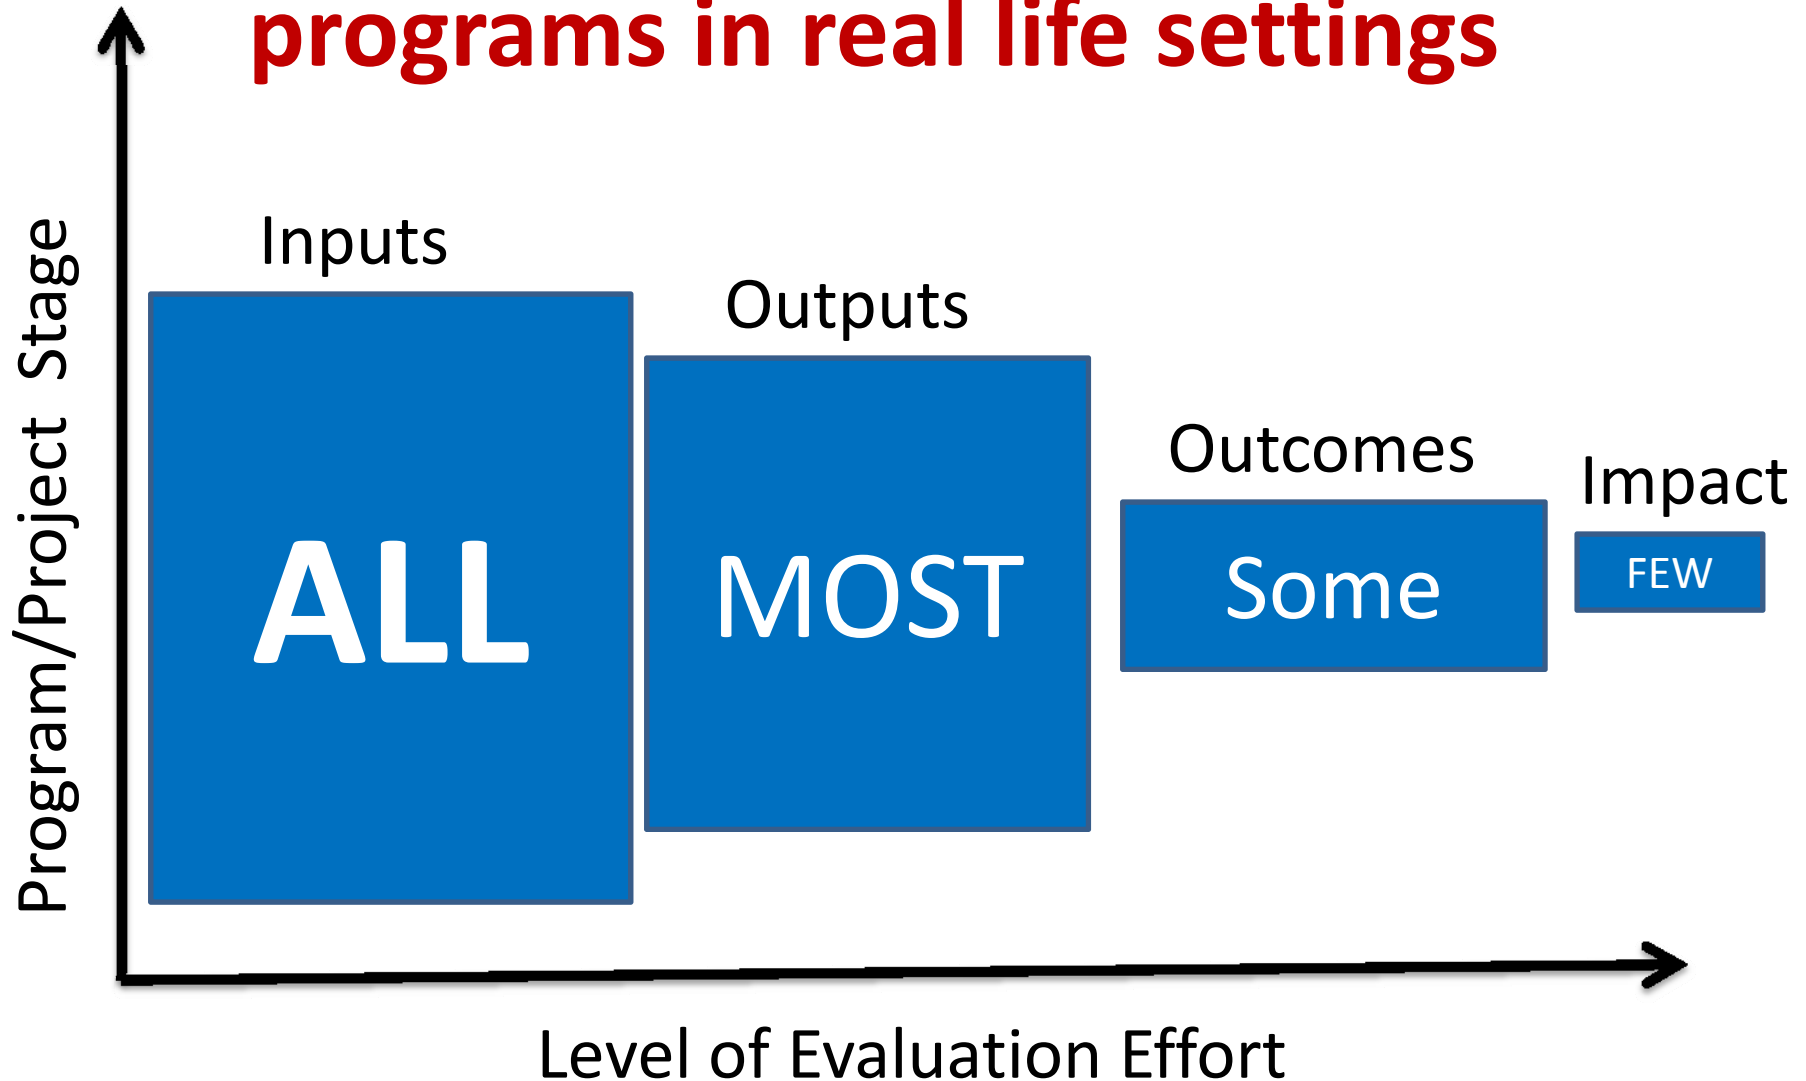 programs in real life settings
Inputs
Outputs
Outcomes
Impact
ALL
MOST
Some
FEW
Program/Project Stage
Level of Evaluation Effort